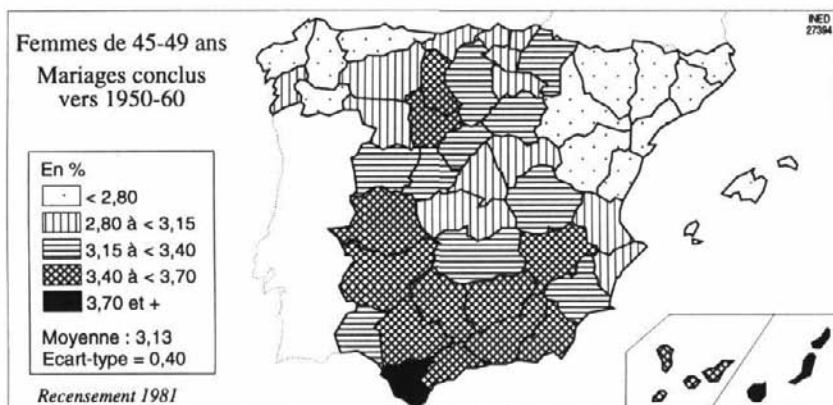 Femmes de 45-49 ans
Mariages conclus
vers 1950-60
INED
27394
En %
< 2,80
2,80 à < 3,15
3,15 à < 3,40
3,40 à < 3,70
3,70 et +
Moyenne : 3,13
Ecart-type = 0,40
Recensement 1981